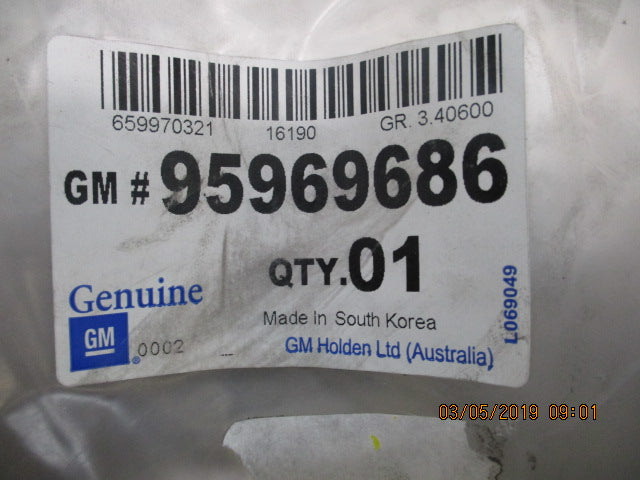 659970321 16190 GR. 3.40600
GM # 95969686
QTY. 01
Genuine
GM
®
0002
Made In South Korea
GM Holden Ltd (Australia)
L069049
03/05/2019 09:01